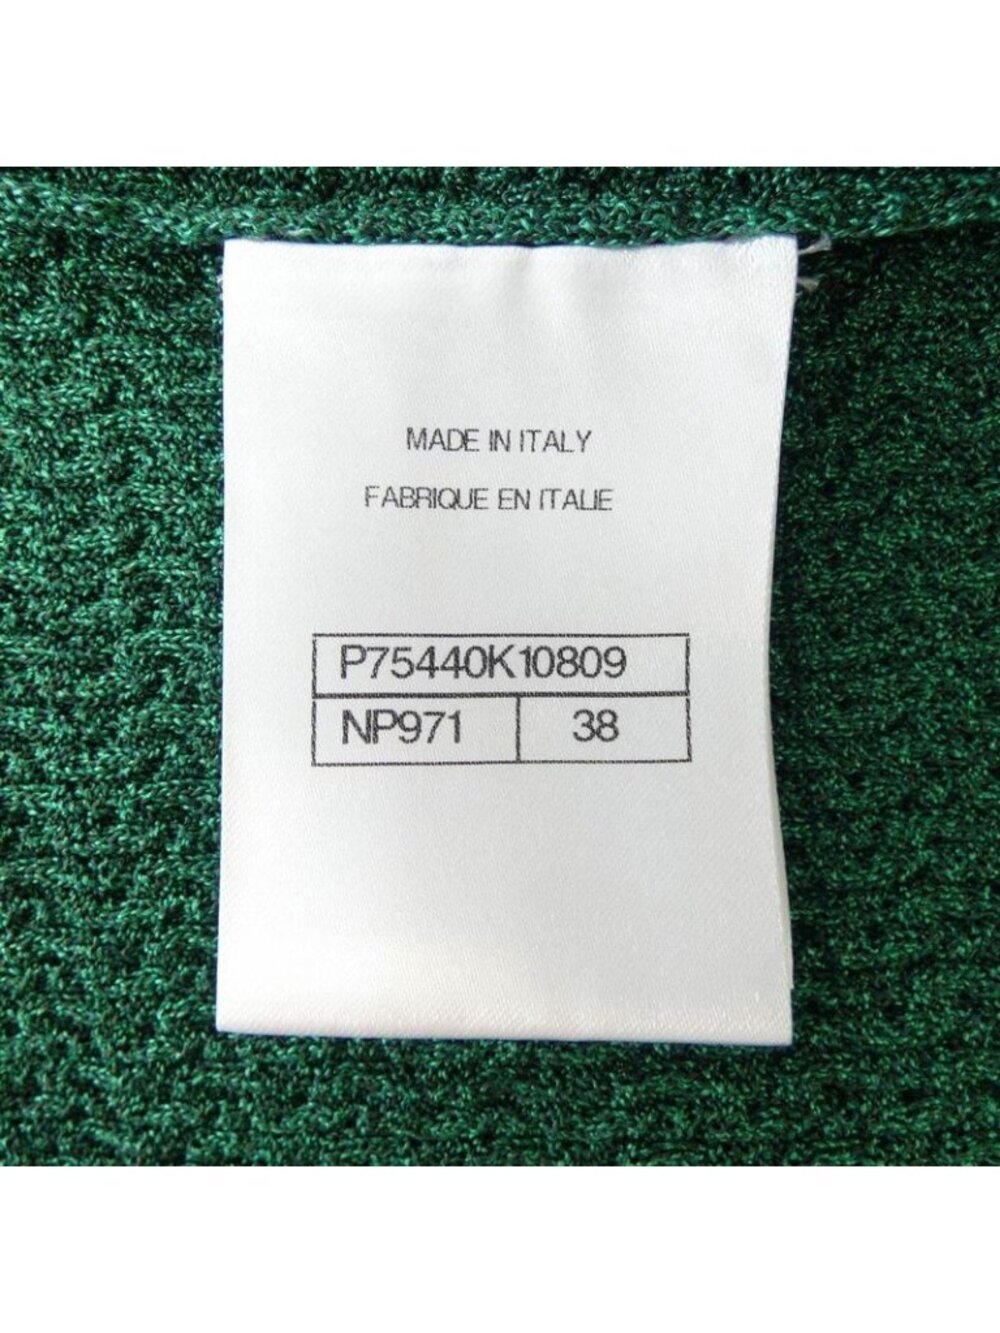 MADE IN ITALY
FABRIQUE EN ITALIE
P75440K10809
NP971 38